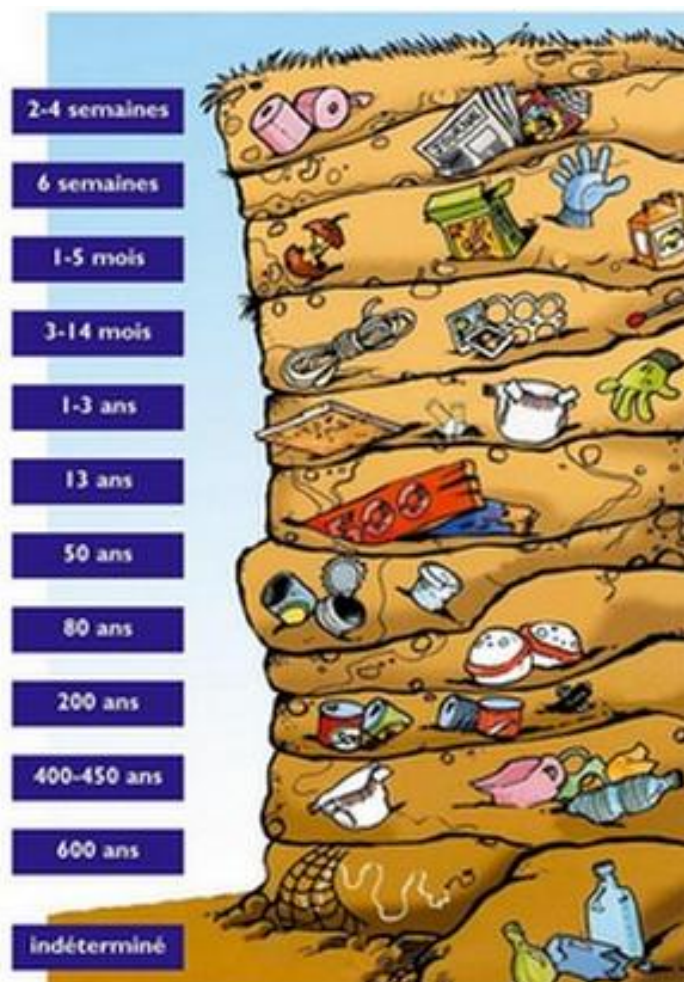 2-4 semaines
6 semaines
1-5 mois
3-14 mois
1-3 ans
13 ans
50 ans
80 ans
200 ans
400-450 ans
600 ans
indéterminé